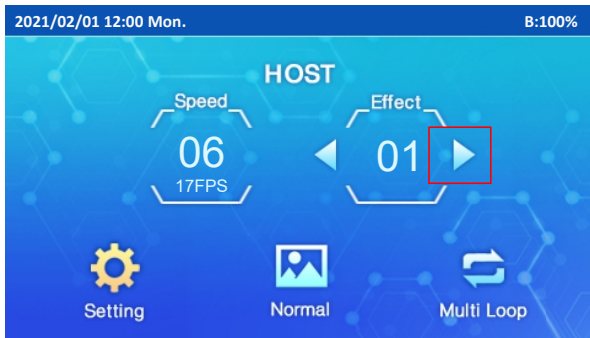 2021/02/01 12:00 Mon. B:100%
HOST
Speed Effect
06 01
17FPS
Setting Normal Multi Loop